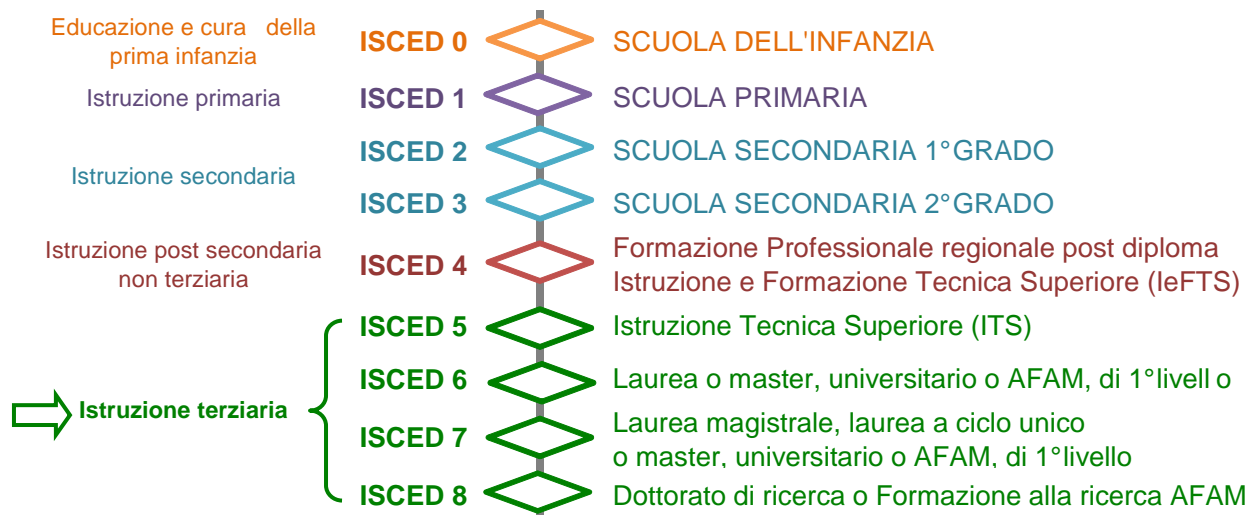 Educazione e cura della
prima infanzia
ISCED 0
SCUOLA DELL'INFANZIA
Istruzione primaria
ISCED 1
SCUOLA PRIMARIA
Istruzione secondaria
ISCED 2
SCUOLA SECONDARIA 1°GRADO
ISCED 3
SCUOLA SECONDARIA 2°GRADO
Istruzione post secondaria
non terziaria
ISCED 4
Formazione Professionale regionale post diploma
Istruzione e Formazione Tecnica Superiore (IeFTS)
Istruzione terziaria
ISCED 5
Istruzione Tecnica Superiore (ITS)
ISCED 6
Laurea o master, universitario o AFAM, di 1°livell o
ISCED 7
Laurea magistrale, laurea a ciclo unico
o master, universitario o AFAM, di 1°livello
ISCED 8
Dottorato di ricerca o Formazione alla ricerca AFAM